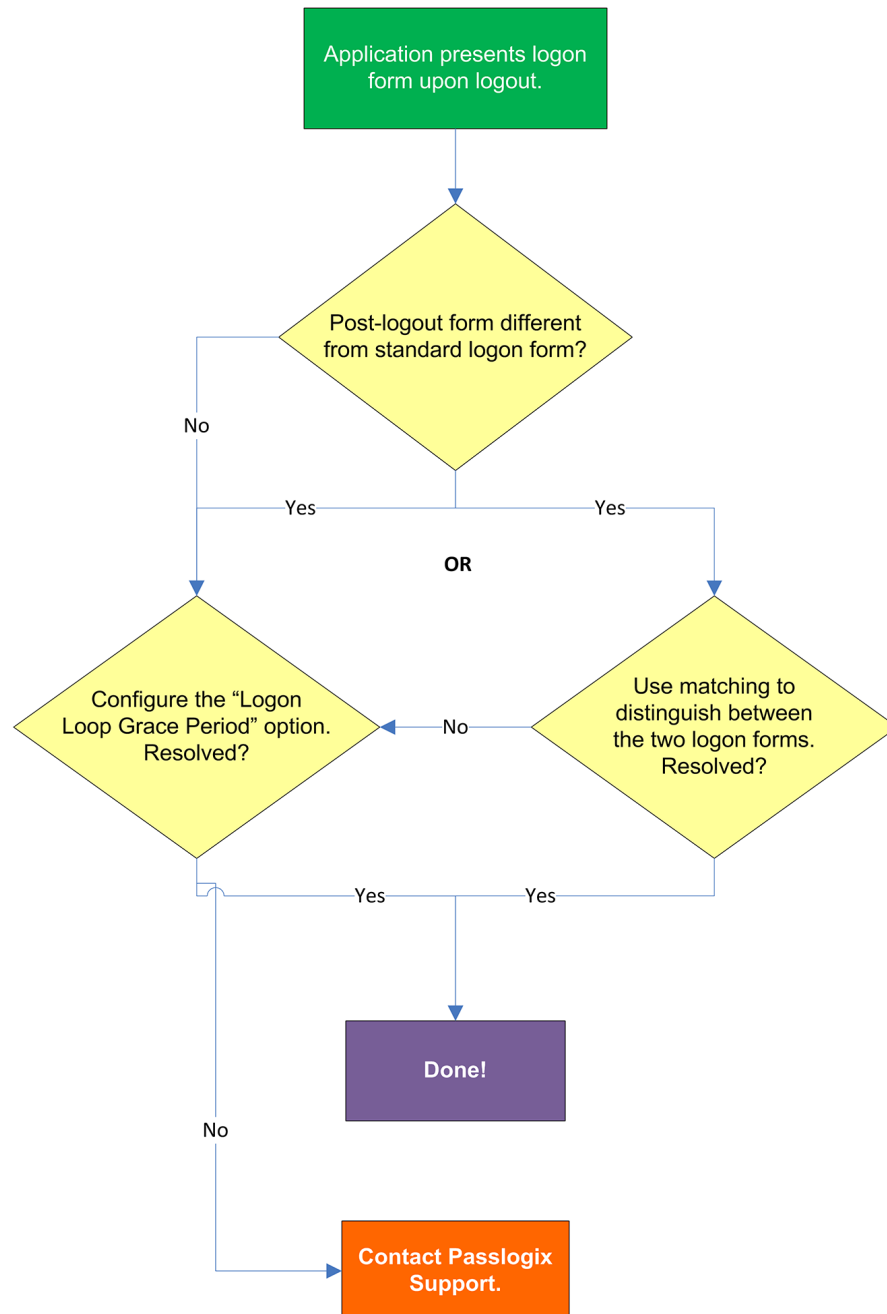 Application presents logon
form upon logout.
Post-logout form different
from standard logon form?
No
Yes
Yes
OR
Configure the “Logon
Loop Grace Period” option.
Resolved?
No
Use matching to
distinguish between
the two logon forms.
Resolved?
Yes
Yes
Done!
No
Contact Passlogix
Support.